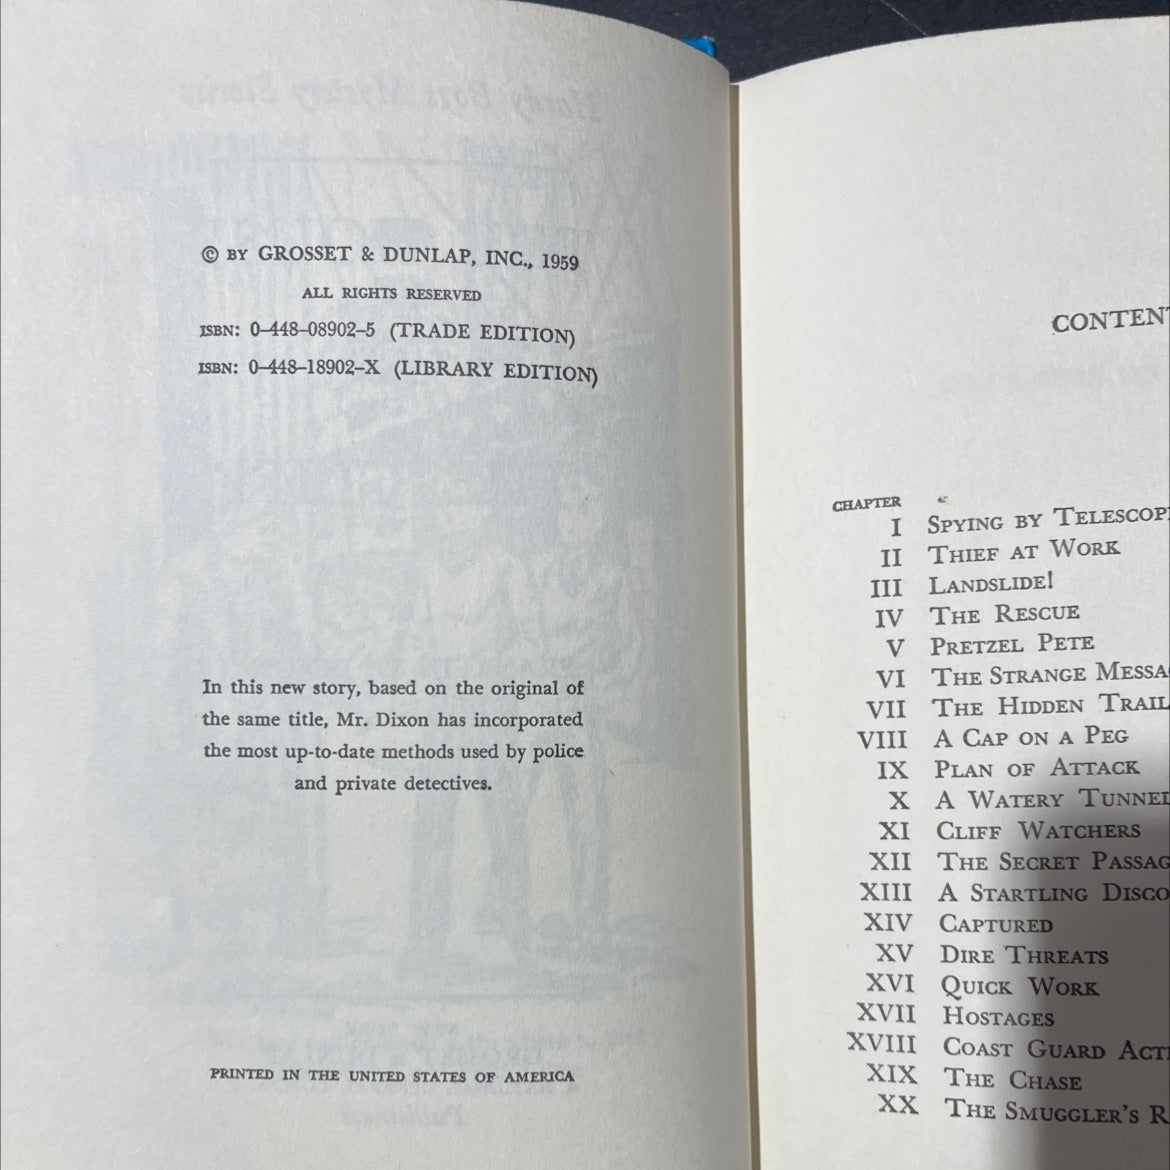 © BY GROSSET & DUNLAP, INC., 1959
ALL RIGHTS RESERVED
ISBN: 0-448-08902-5 (TRADE EDITION)
ISBN: 0-448-18902-X (LIBRARY EDITION)
In this new story, based on the original of
the same title, Mr. Dixon has incorporated
the most up-to-date methods used by police
and private detectives.
PRINTED IN THE UNITED STATES OF AMERICA
CONTENT
CHAPTER
I SPYING BY TELESCOP
II THIEF AT WORK
III LANDSLIDE!
IV THE RESCUE
V PRETZEL PETE
VI THE STRANGE MESSA
VII THE HIDDEN TRAIL
VIII A CAP ON A PEG
IX PLAN OF ATTACK
X A WATERY TUNNEL
XI CLIFF WATCHERS
XII THE SECRET PASSAG
XIII A STARTLING DISCO
XIV CAPTURED
XV DIRE THREATS
XVI QUICK WORK
XVII HOSTAGES
XVIII COAST GUARD ACTI
XIX THE CHASE
XX THE SMUGGLER'S R